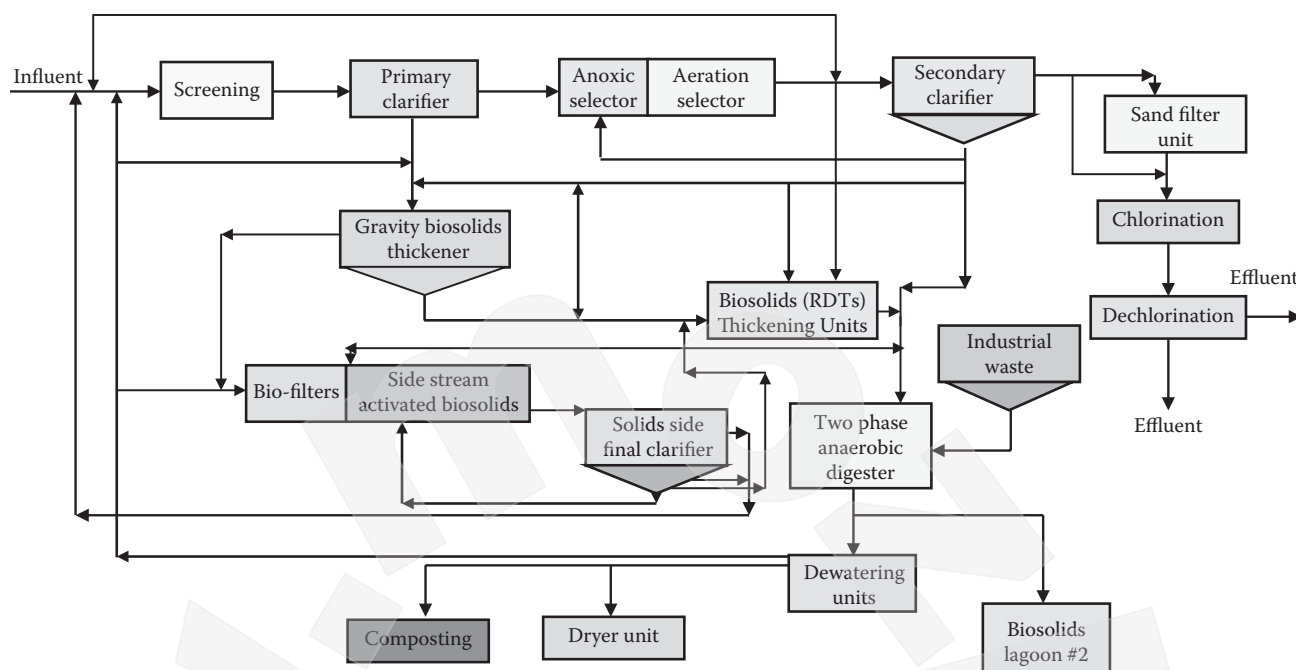 Influent
Screening
Primary
clarifier
Anoxic
selector
Aeration
selector
Secondary
clarifier
Sand filter
unit
Chlorination
Gravity biosolids
thickener
Biosolids (RDTs)
Thickening Units
Effluent
Dechlorination
Industrial
waste
Effluent
Bio-filters
Side stream
activated biosolids
Solids side
final clarifier
Two phase
anaerobic
digester
Dewatering
units
Composting
Dryer unit
Biosolids
lagoon #2